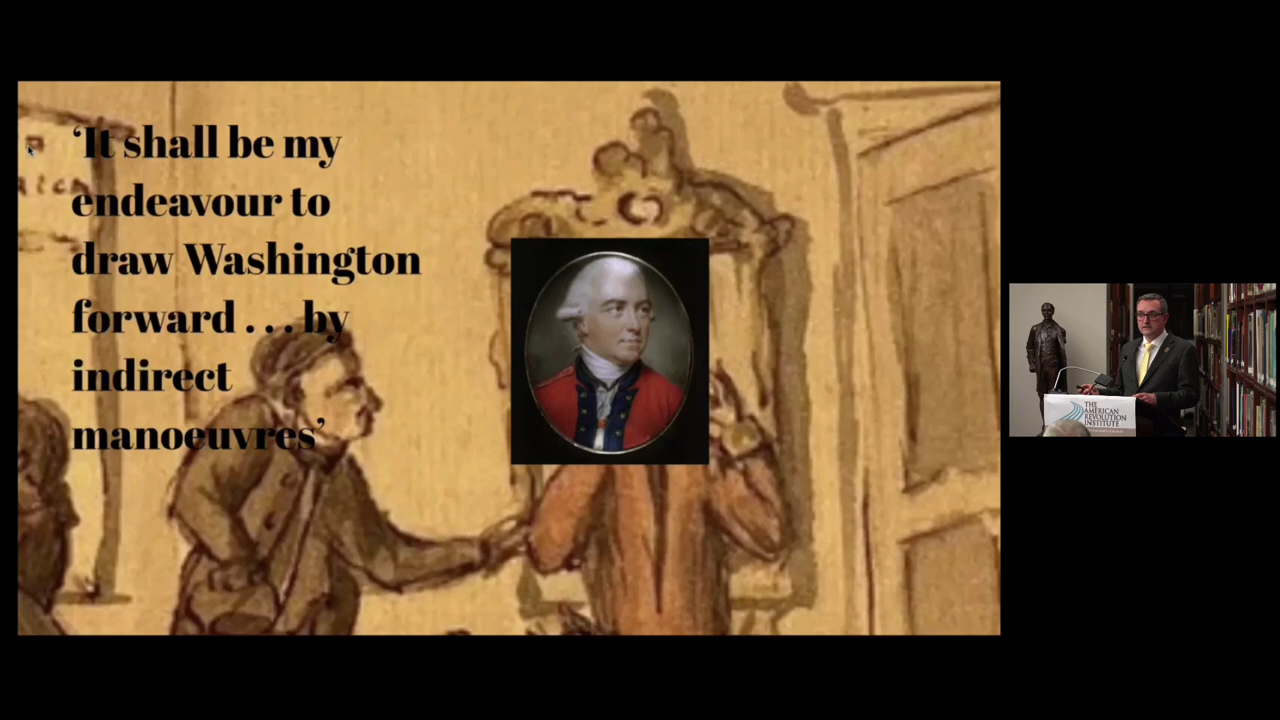 ‘It shall be my
endeavour to
draw Washington
forward . . . by
indirect
manoeuvres’
THE
AMERICAN
REVOLUTION
INSTITUTE